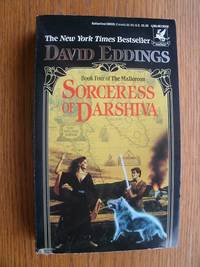 The New York Times Bestseller
DAVID EDDINGS
Book Four of The Malloreon
SORCERESS
OF DARSHIVA